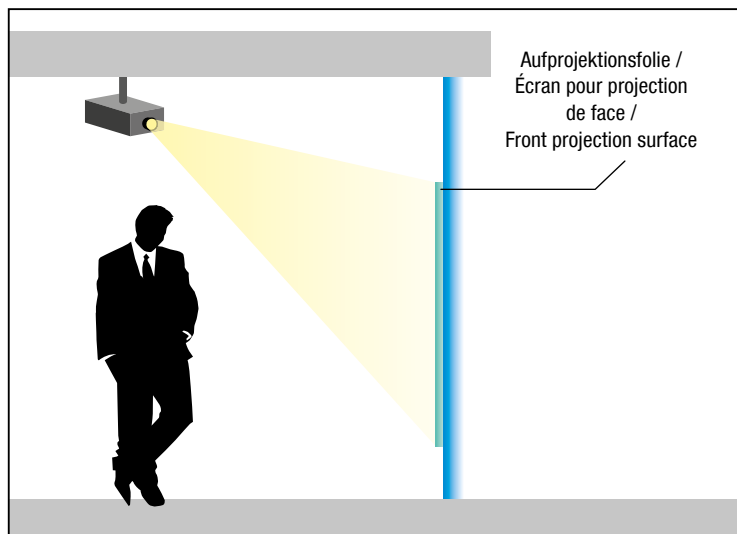 Aufprojektionsfolie /
Écran pour projection
de face /
Front projection surface